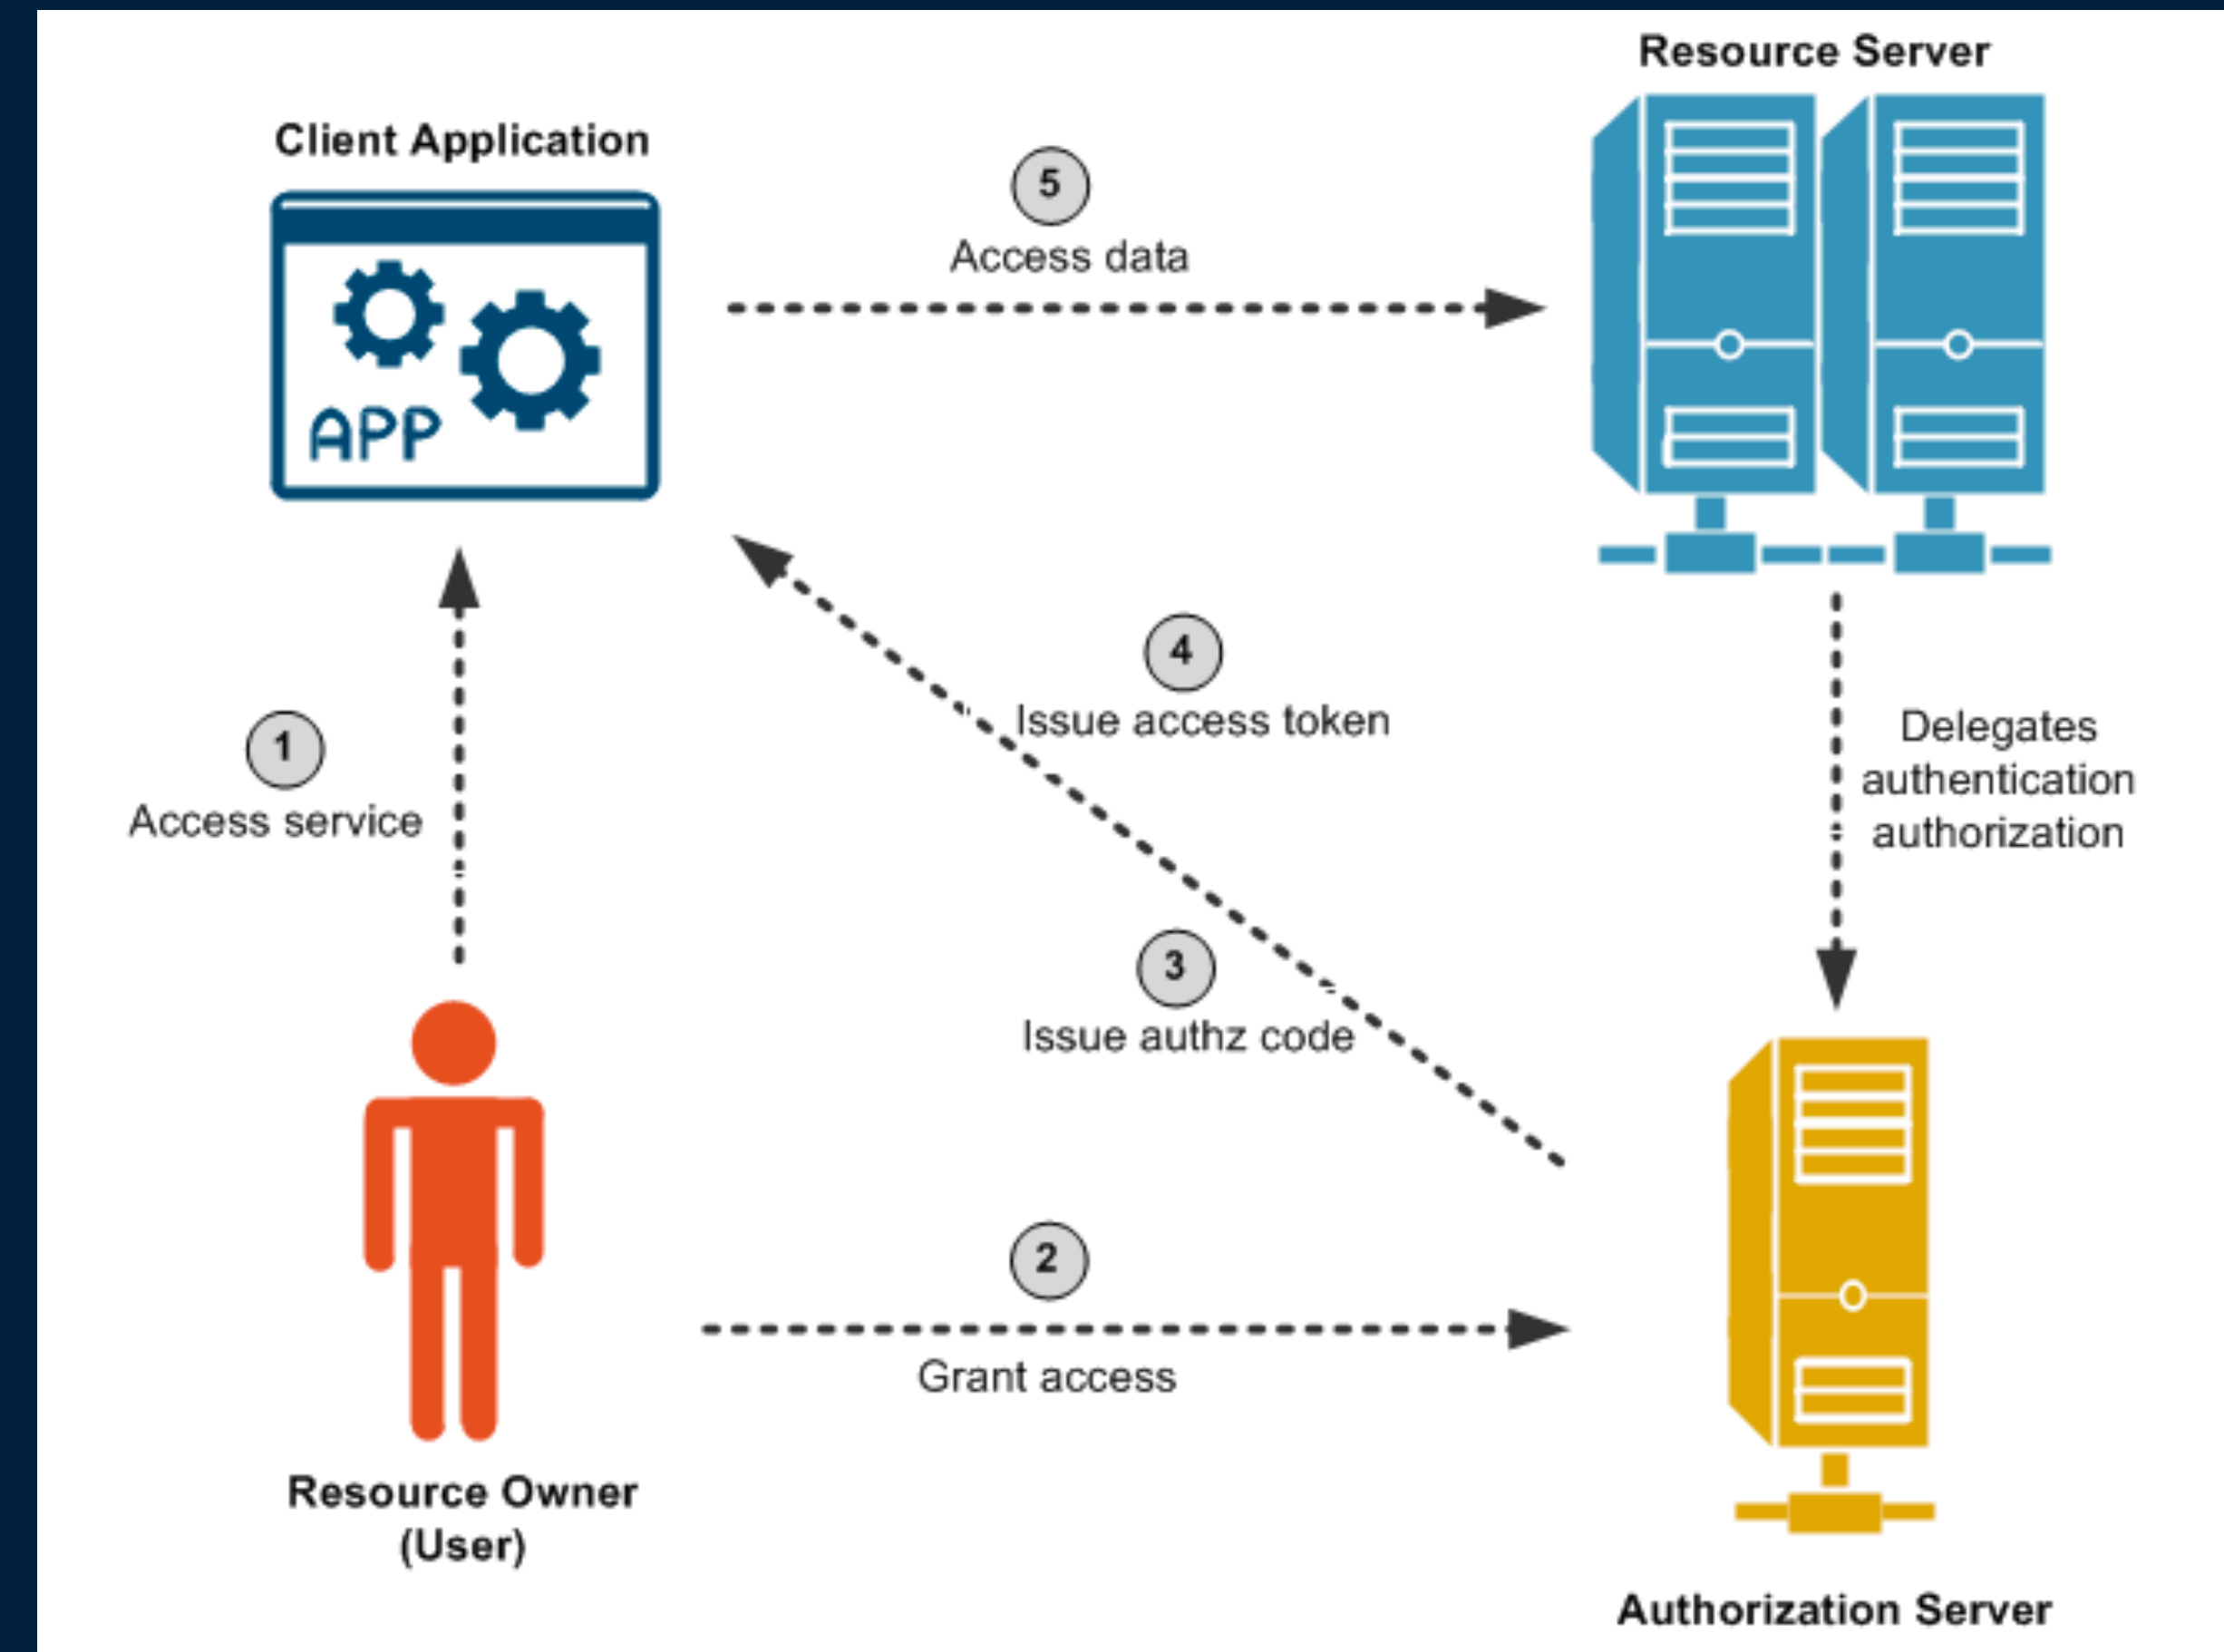 Resource Server
Client Application
5
Access data
APP
4
Issue access token
1
Access service
Delegates
authentication
authorization
3
Issue authz code
2
Grant access
Resource Owner
(User)
Authorization Server